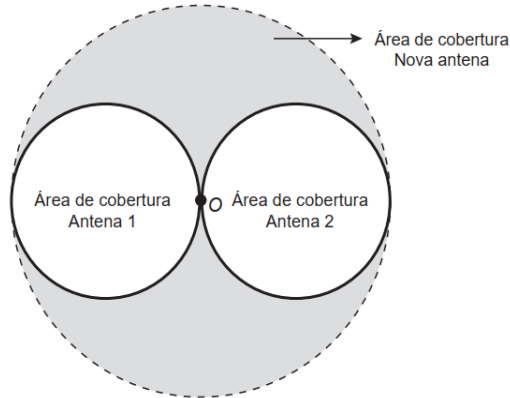 Área de cobertura
Nova antena
Área de cobertura
Antena 1
O
Área de cobertura
Antena 2